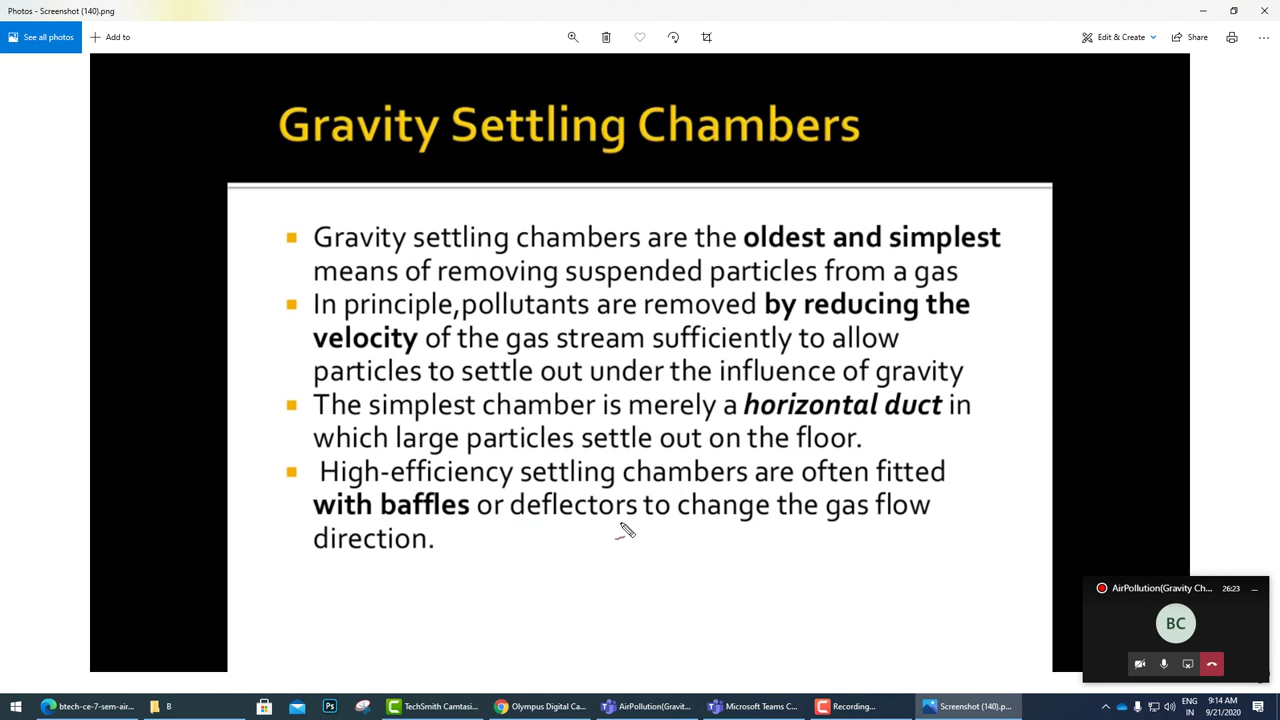 Photos - Screenshot (140).png
See all photos
Add to
Edit & Create
Share
Gravity Settling Chambers
Gravity settling chambers are the oldest and simplest
means of removing suspended particles from a gas
In principle,pollutants are removed by reducing the
velocity of the gas stream sufficiently to allow
particles to settle out under the influence of gravity
The simplest chamber is merely a horizontal duct in
which large particles settle out on the floor.
High-efficiency settling chambers are often fitted
with baffles or deflectors to change the gas flow
direction.
AirPollution(Gravity Ch... 26:23
BC
btech-ce-7-sem-air...
B
Ps
TechSmith Camtasi...
Olympus Digital Ca...
AirPollution(Gravit...
Microsoft Teams C...
Recording...
Screenshot (140).p...
ENG
IN
9:14 AM
9/21/2020